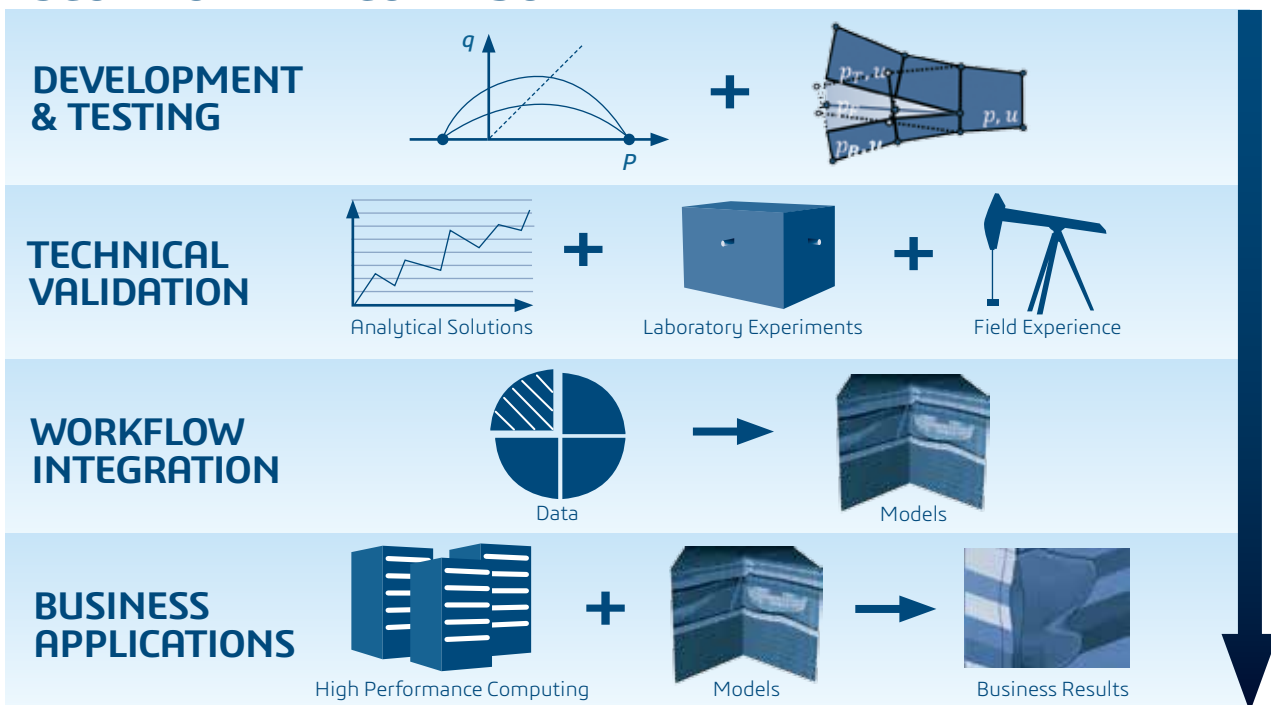 DEVELOPMENT
& TESTING
q
P
p_T, u
p, u
p_B, u
TECHNICAL
VALIDATION
Analytical Solutions
Laboratory Experiments
Field Experience
WORKFLOW
INTEGRATION
Data
Models
BUSINESS
APPLICATIONS
High Performance Computing
Models
Business Results